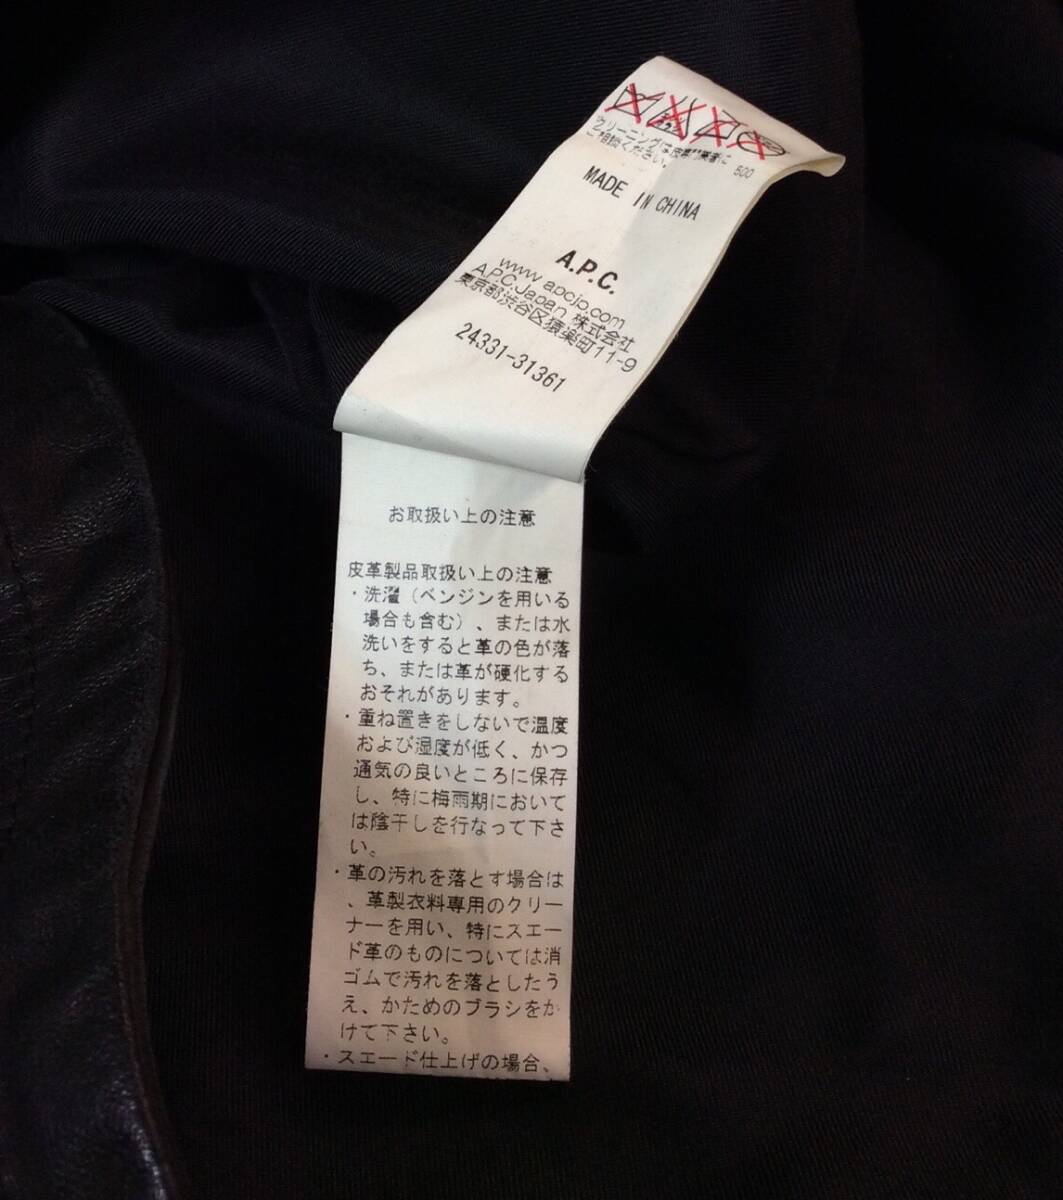 クリーニングは皮専門業者に
ご相談ください。
500
MADE IN CHINA
A.P.C.
www.apcjp.com
A.P.C.Japan 株式会社
東京都渋谷区猿楽町11-9
24331-31361
お取扱い上の注意
皮革製品取扱い上の注意
・洗濯（ベンジンを用いる
場合も含む）、または水
洗いをすると革の色が落
ち、または革が硬化する
おそれがあります。
・重ね置きをしないで温度
および湿度が低く、かつ
通気の良いところに保存
し、特に梅雨期において
は陰干しを行なって下さ
い。
・革の汚れを落とす場合は
、革製衣料専用のクリー
ナーを用い、特にスエー
ド革のものについては消
ゴムで汚れを落としたう
え、かためのブラシをか
けて下さい。
・スエード仕上げの場合、